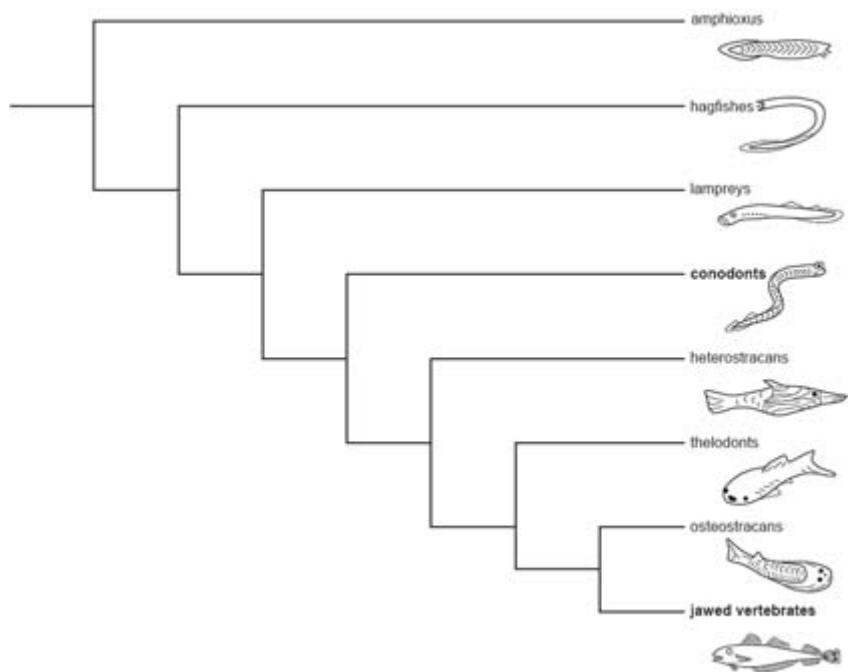 amphioxus
hagfishes
lampreys
conodonts
heterostracans
thelodonts
osteostracans
jawed vertebrates